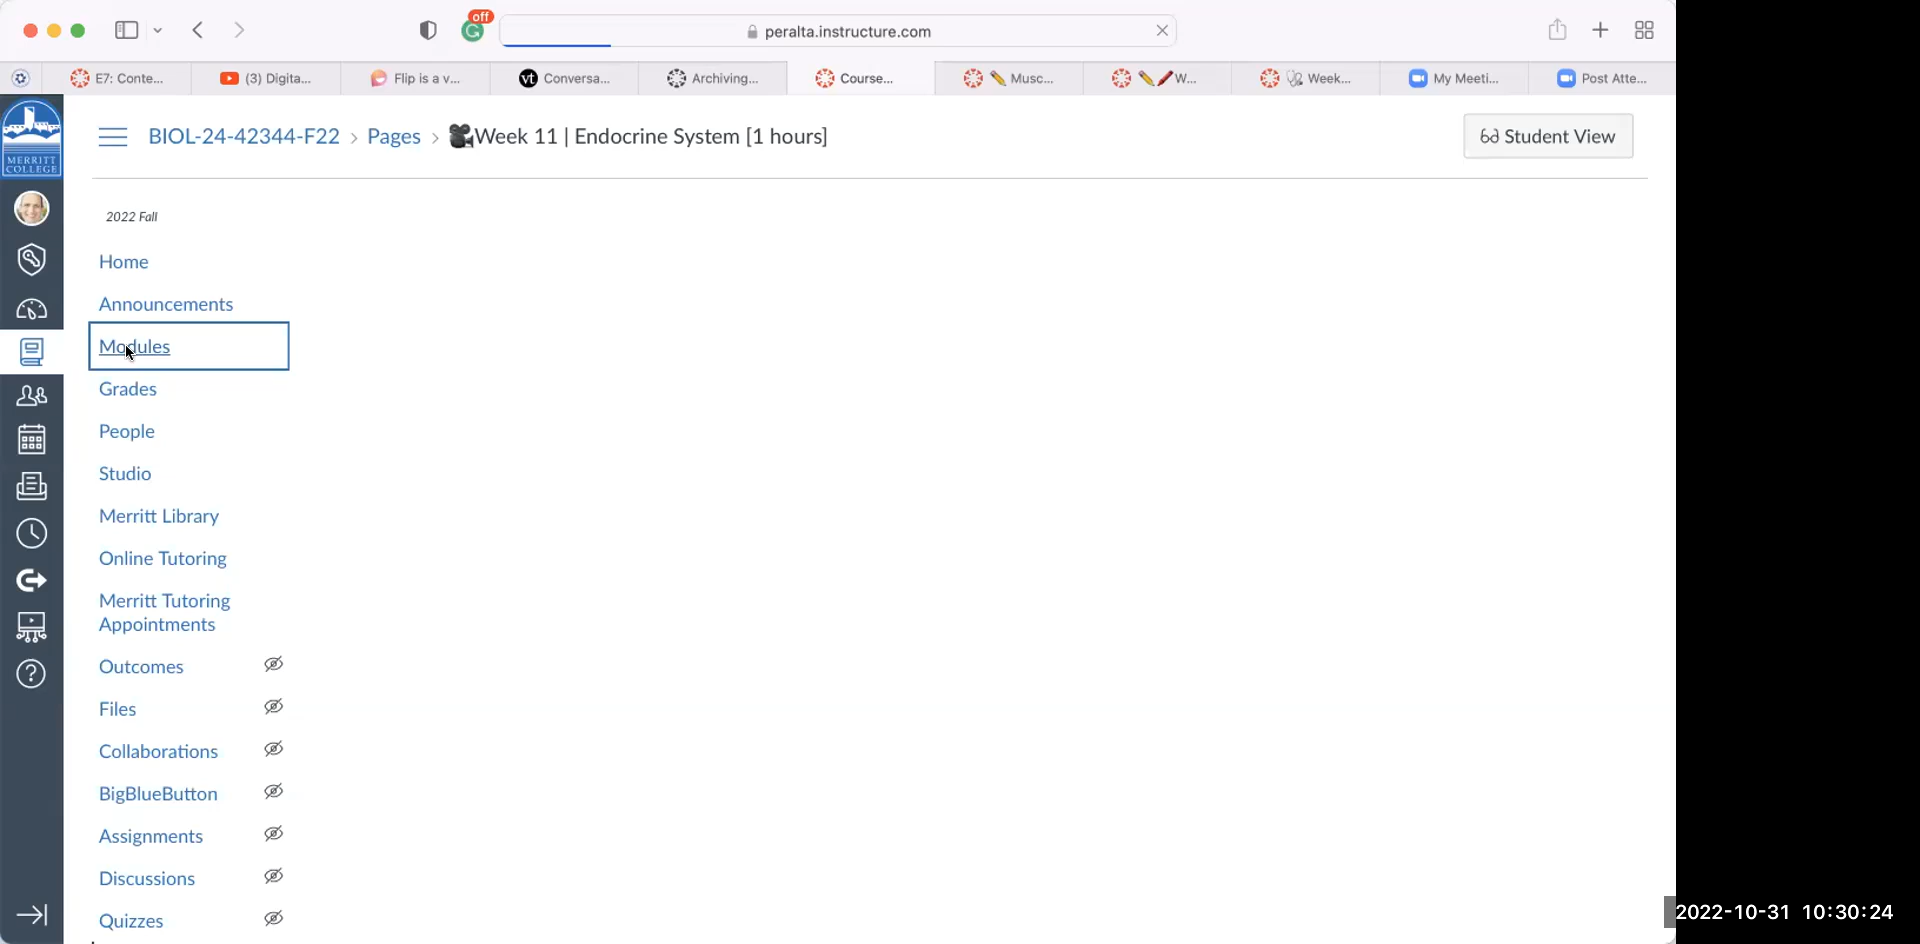 off
peralta.instructure.com
E7: Conte...
(3) Digita...
Flip is a v...
vt Conversa...
Archiving...
Course...
Musc...
W...
Week...
My Meeti...
Post Atte...
MERRITT
COLLEGE
BIOL-24-42344-F22 › Pages › 🎥Week 11 | Endocrine System [1 hours]
Student View
2022 Fall
Home
Announcements
Modules
Grades
People
Studio
Merritt Library
Online Tutoring
Merritt Tutoring
Appointments
Outcomes
Files
Collaborations
BigBlueButton
Assignments
Discussions
Quizzes
2022-10-31 10:30:24